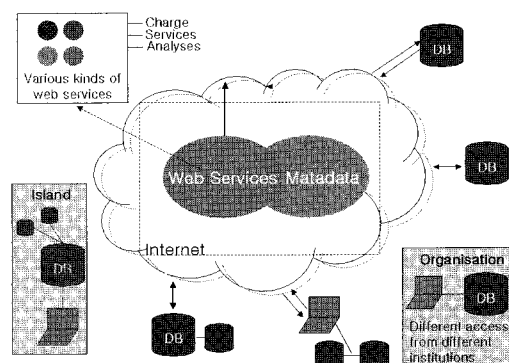 Charge
Services
Analyses
Various kinds of
web services
DB
Web Services Matadata
DB
Island
DB
Internet
Organisation
DB
Different access
from different
institutions
DB